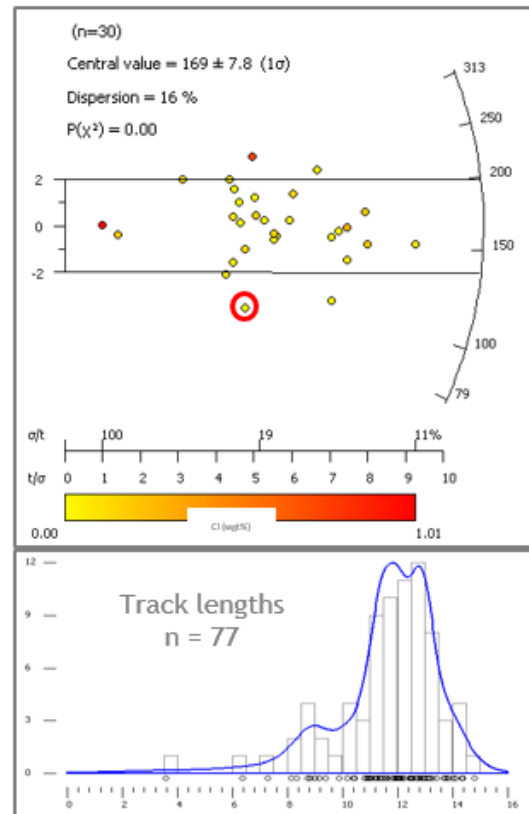 (n=30)
Central value = 169 ± 7.8 (1σ)
Dispersion = 16 %
P(χ²) = 0.00
313
250
200
150
100
79
2
0
-2
σ/t 100 19 11%
t/σ 0 1 2 3 4 5 6 7 8 9 10
Cl (wgt%)
0.00 1.01
12
9
6
3
0
Track lengths
n = 77
0 2 4 6 8 10 12 14 16